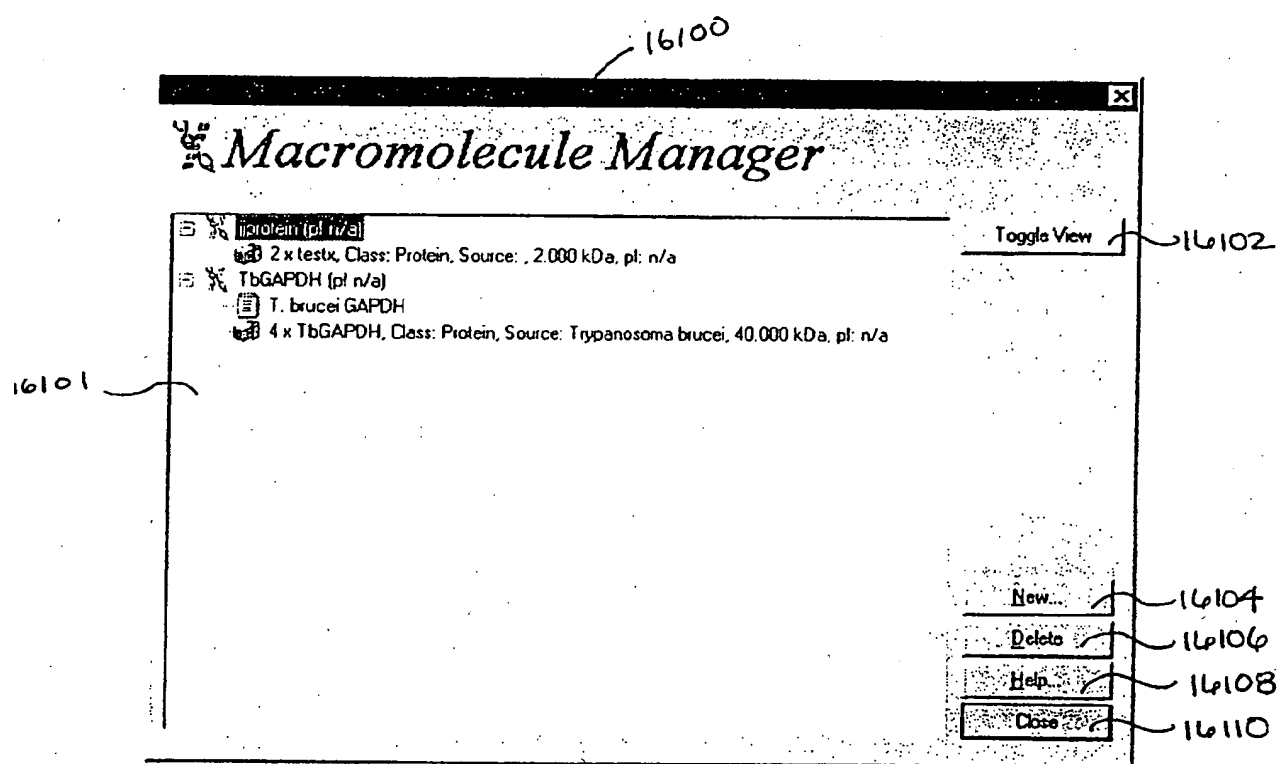 16100
Macromolecule Manager
(pI n/a)
Toggle View
16102
2 x testx, Class: Protein, Source: , 2.000 kDa, pI: n/a
TbGAPDH (pI n/a)
T. brucei GAPDH
4 x TbGAPDH, Class: Protein, Source: Trypanosoma brucei, 40.000 kDa, pI: n/a
16101
New...
16104
Delete
16106
Help...
16108
Close
16110